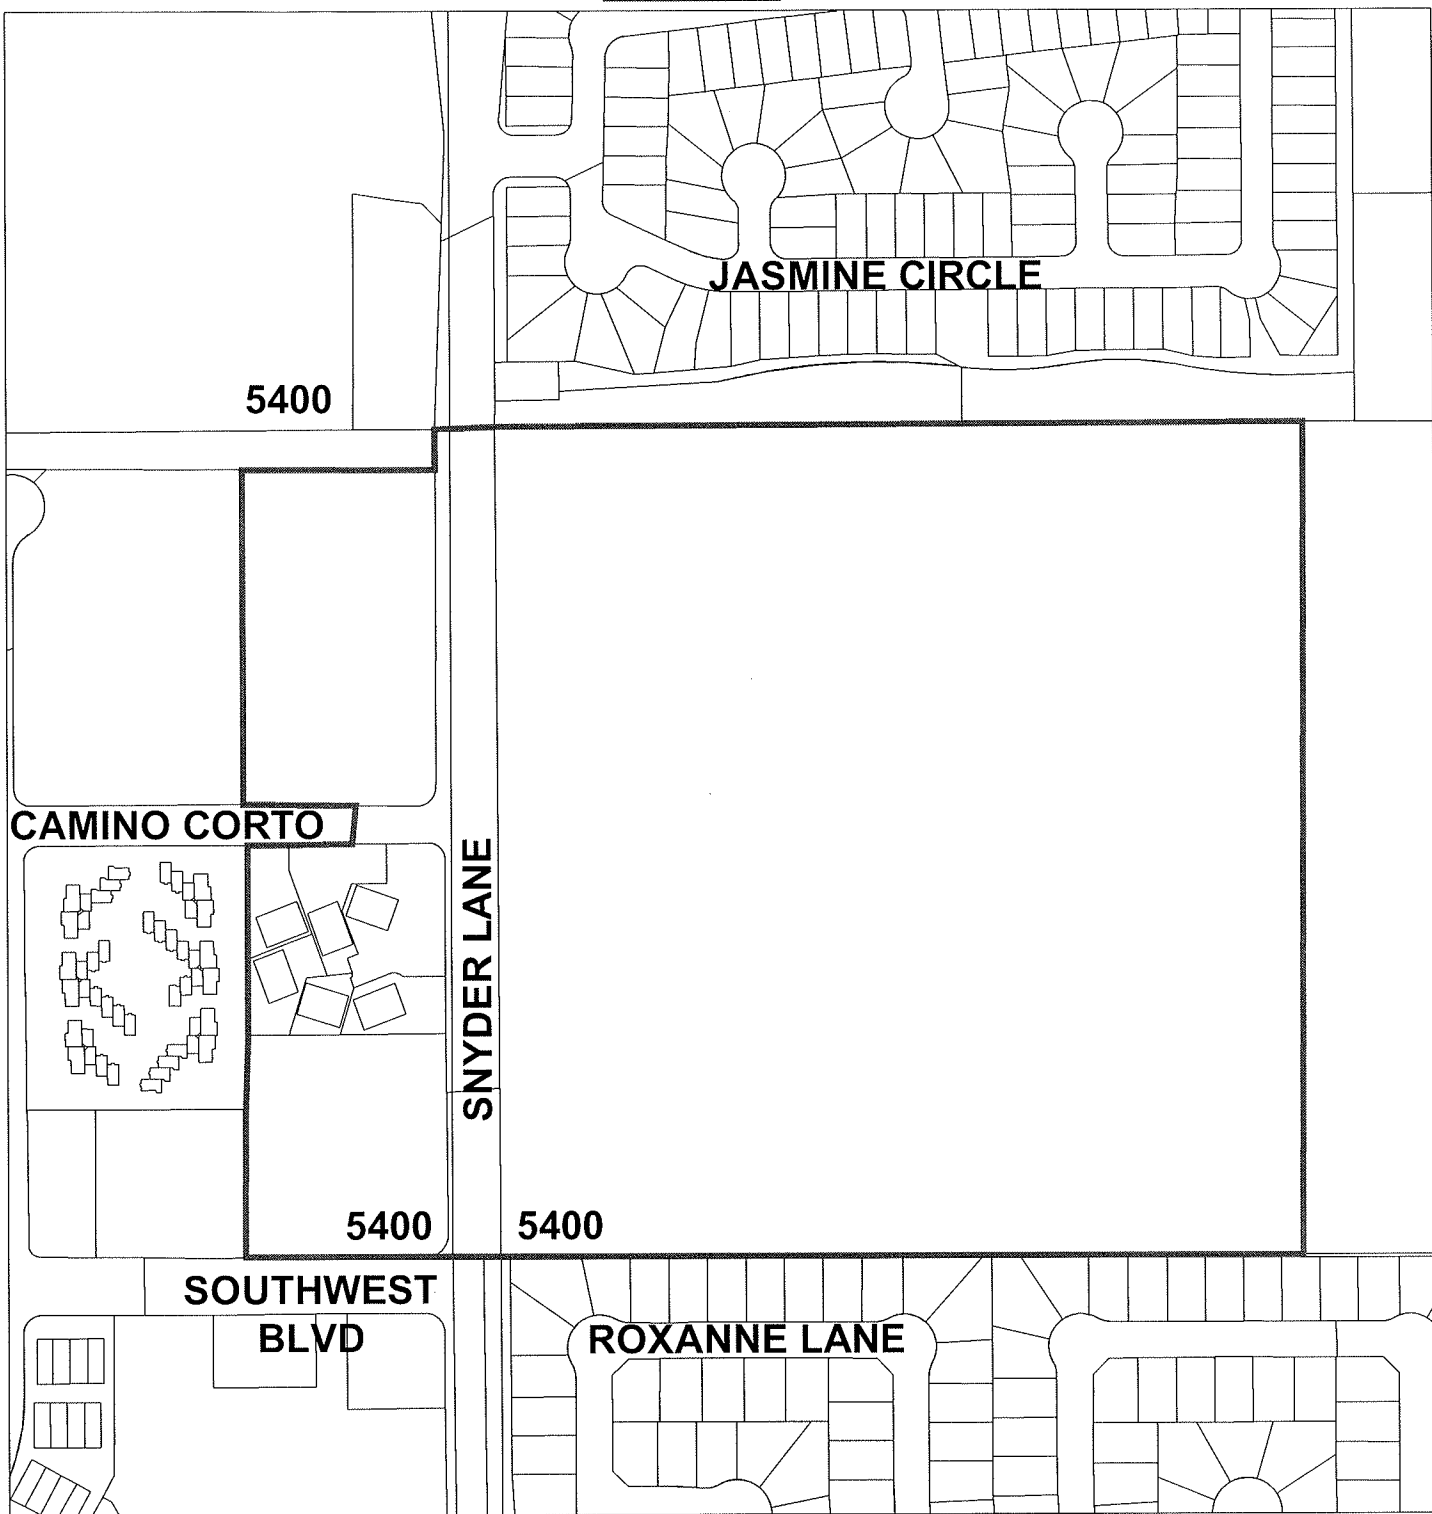 JASMINE CIRCLE
5400
CAMINO CORTO
SNYDER LANE
5400
5400
SOUTHWEST
BLVD
ROXANNE LANE